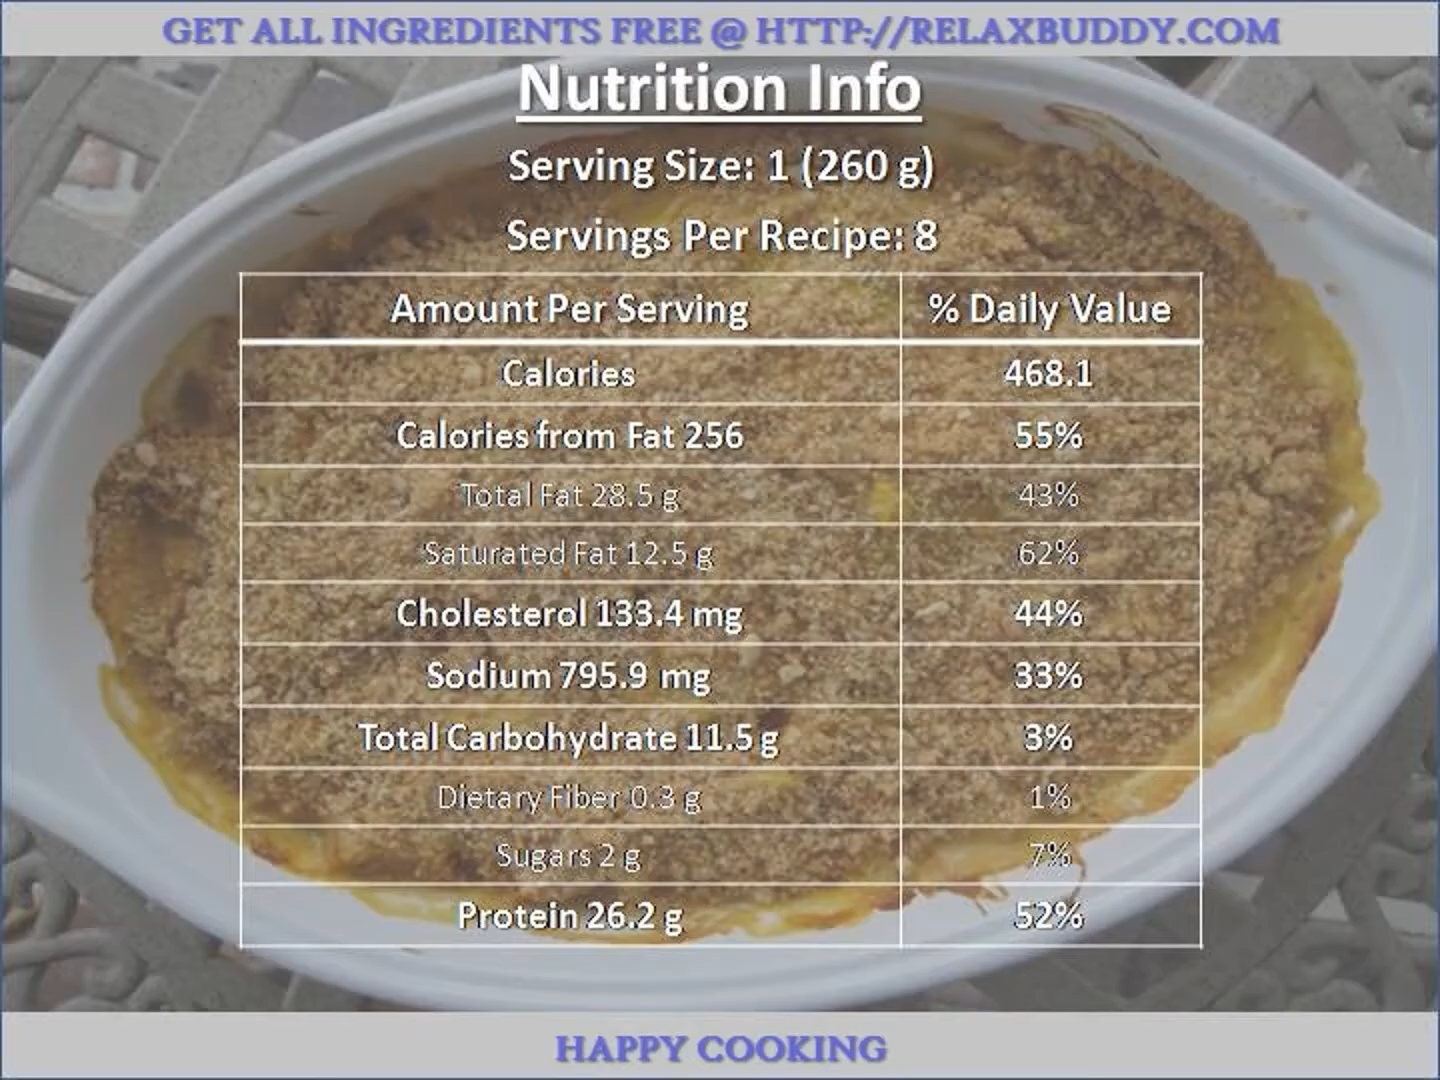 GET ALL INGREDIENTS FREE @ HTTP://RELAXBUDDY.COM
Nutrition Info
Serving Size: 1 (260 g)
Servings Per Recipe: 8
Amount Per Serving % Daily Value
Calories 468.1
Calories from Fat 256 55%
Total Fat 28.5 g 43%
Saturated Fat 12.5 g 62%
Cholesterol 133.4 mg 44%
Sodium 795.9 mg 33%
Total Carbohydrate 11.5 g 3%
Dietary Fiber 0.3 g 1%
Sugars 2 g 7%
Protein 26.2 g 52%
HAPPY COOKING